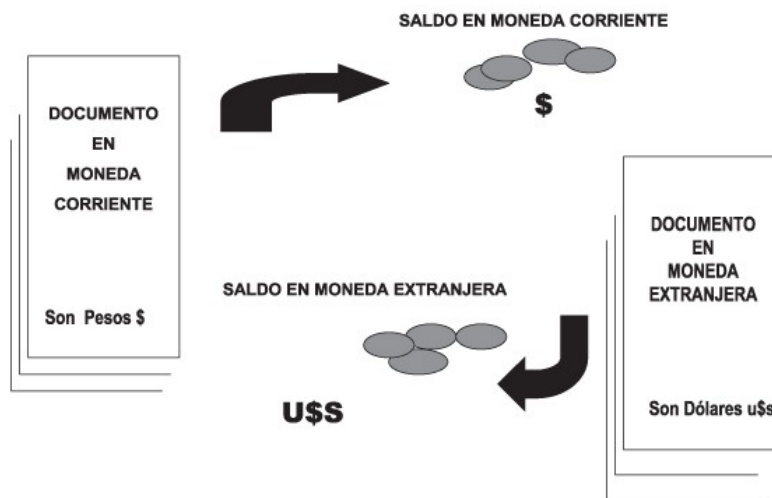 SALDO EN MONEDA CORRIENTE
$
DOCUMENTO
EN
MONEDA
CORRIENTE
Son Pesos $
DOCUMENTO
EN
MONEDA
EXTRANJERA
Son Dólares u$s
SALDO EN MONEDA EXTRANJERA
U$S